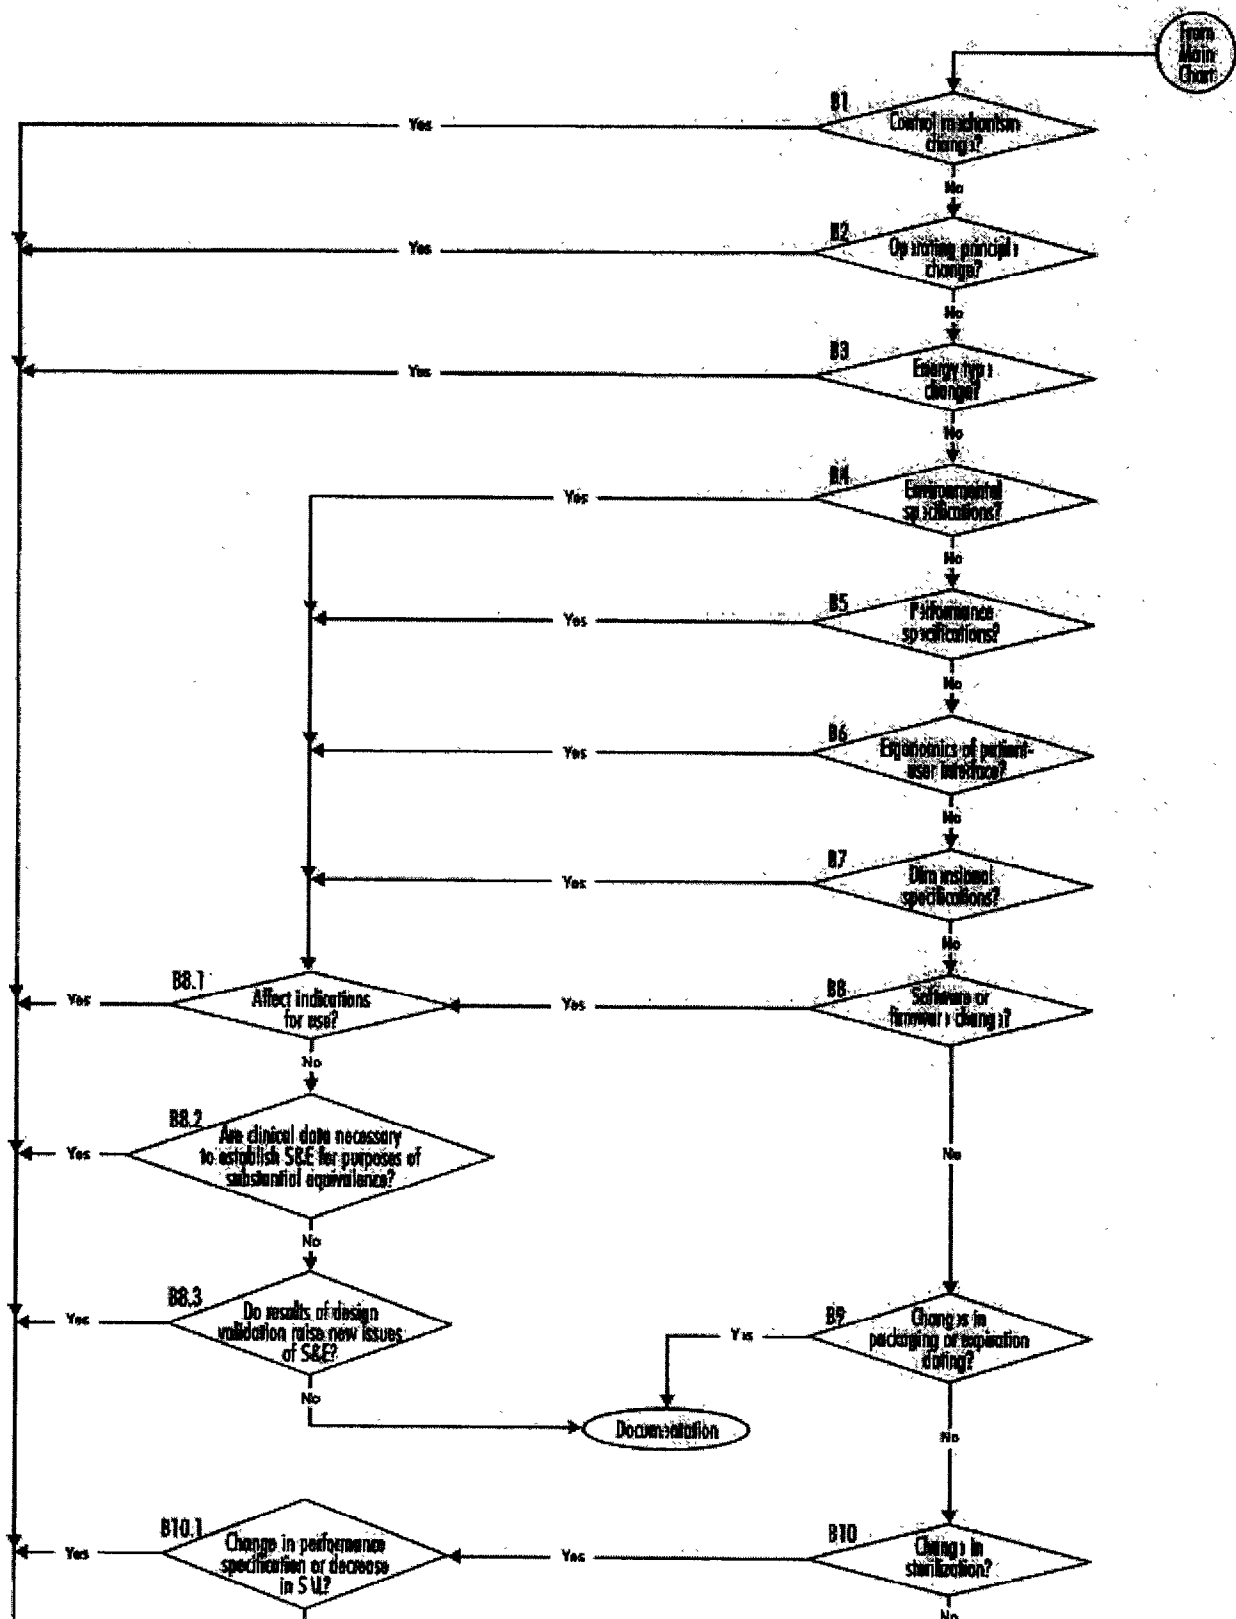 From
Main
Chart
B1
Control mechanism
change?
Yes
No
B2
Operating principle
change?
Yes
No
B3
Energy type
change?
Yes
No
B4
Environmental
specifications?
Yes
No
B5
Performance
specifications?
Yes
No
B6
Ergonomics of patient-
user interface?
Yes
No
B7
Dimensional
specifications?
Yes
No
B8
Software or
firmware change?
Yes
B8.1
Affect indications
for use?
Yes
No
B8.2
Are clinical data necessary
to establish S&E for purposes of
substantial equivalence?
Yes
No
No
B8.3
Do results of design
validation raise new issues
of S&E?
Yes
No
B9
Changes in
packaging or expiration
dating?
Yes
Documentation
No
B10
Change in
sterilization?
Yes
No
B10.1
Change in performance
specification or decrease
in SAL?
Yes